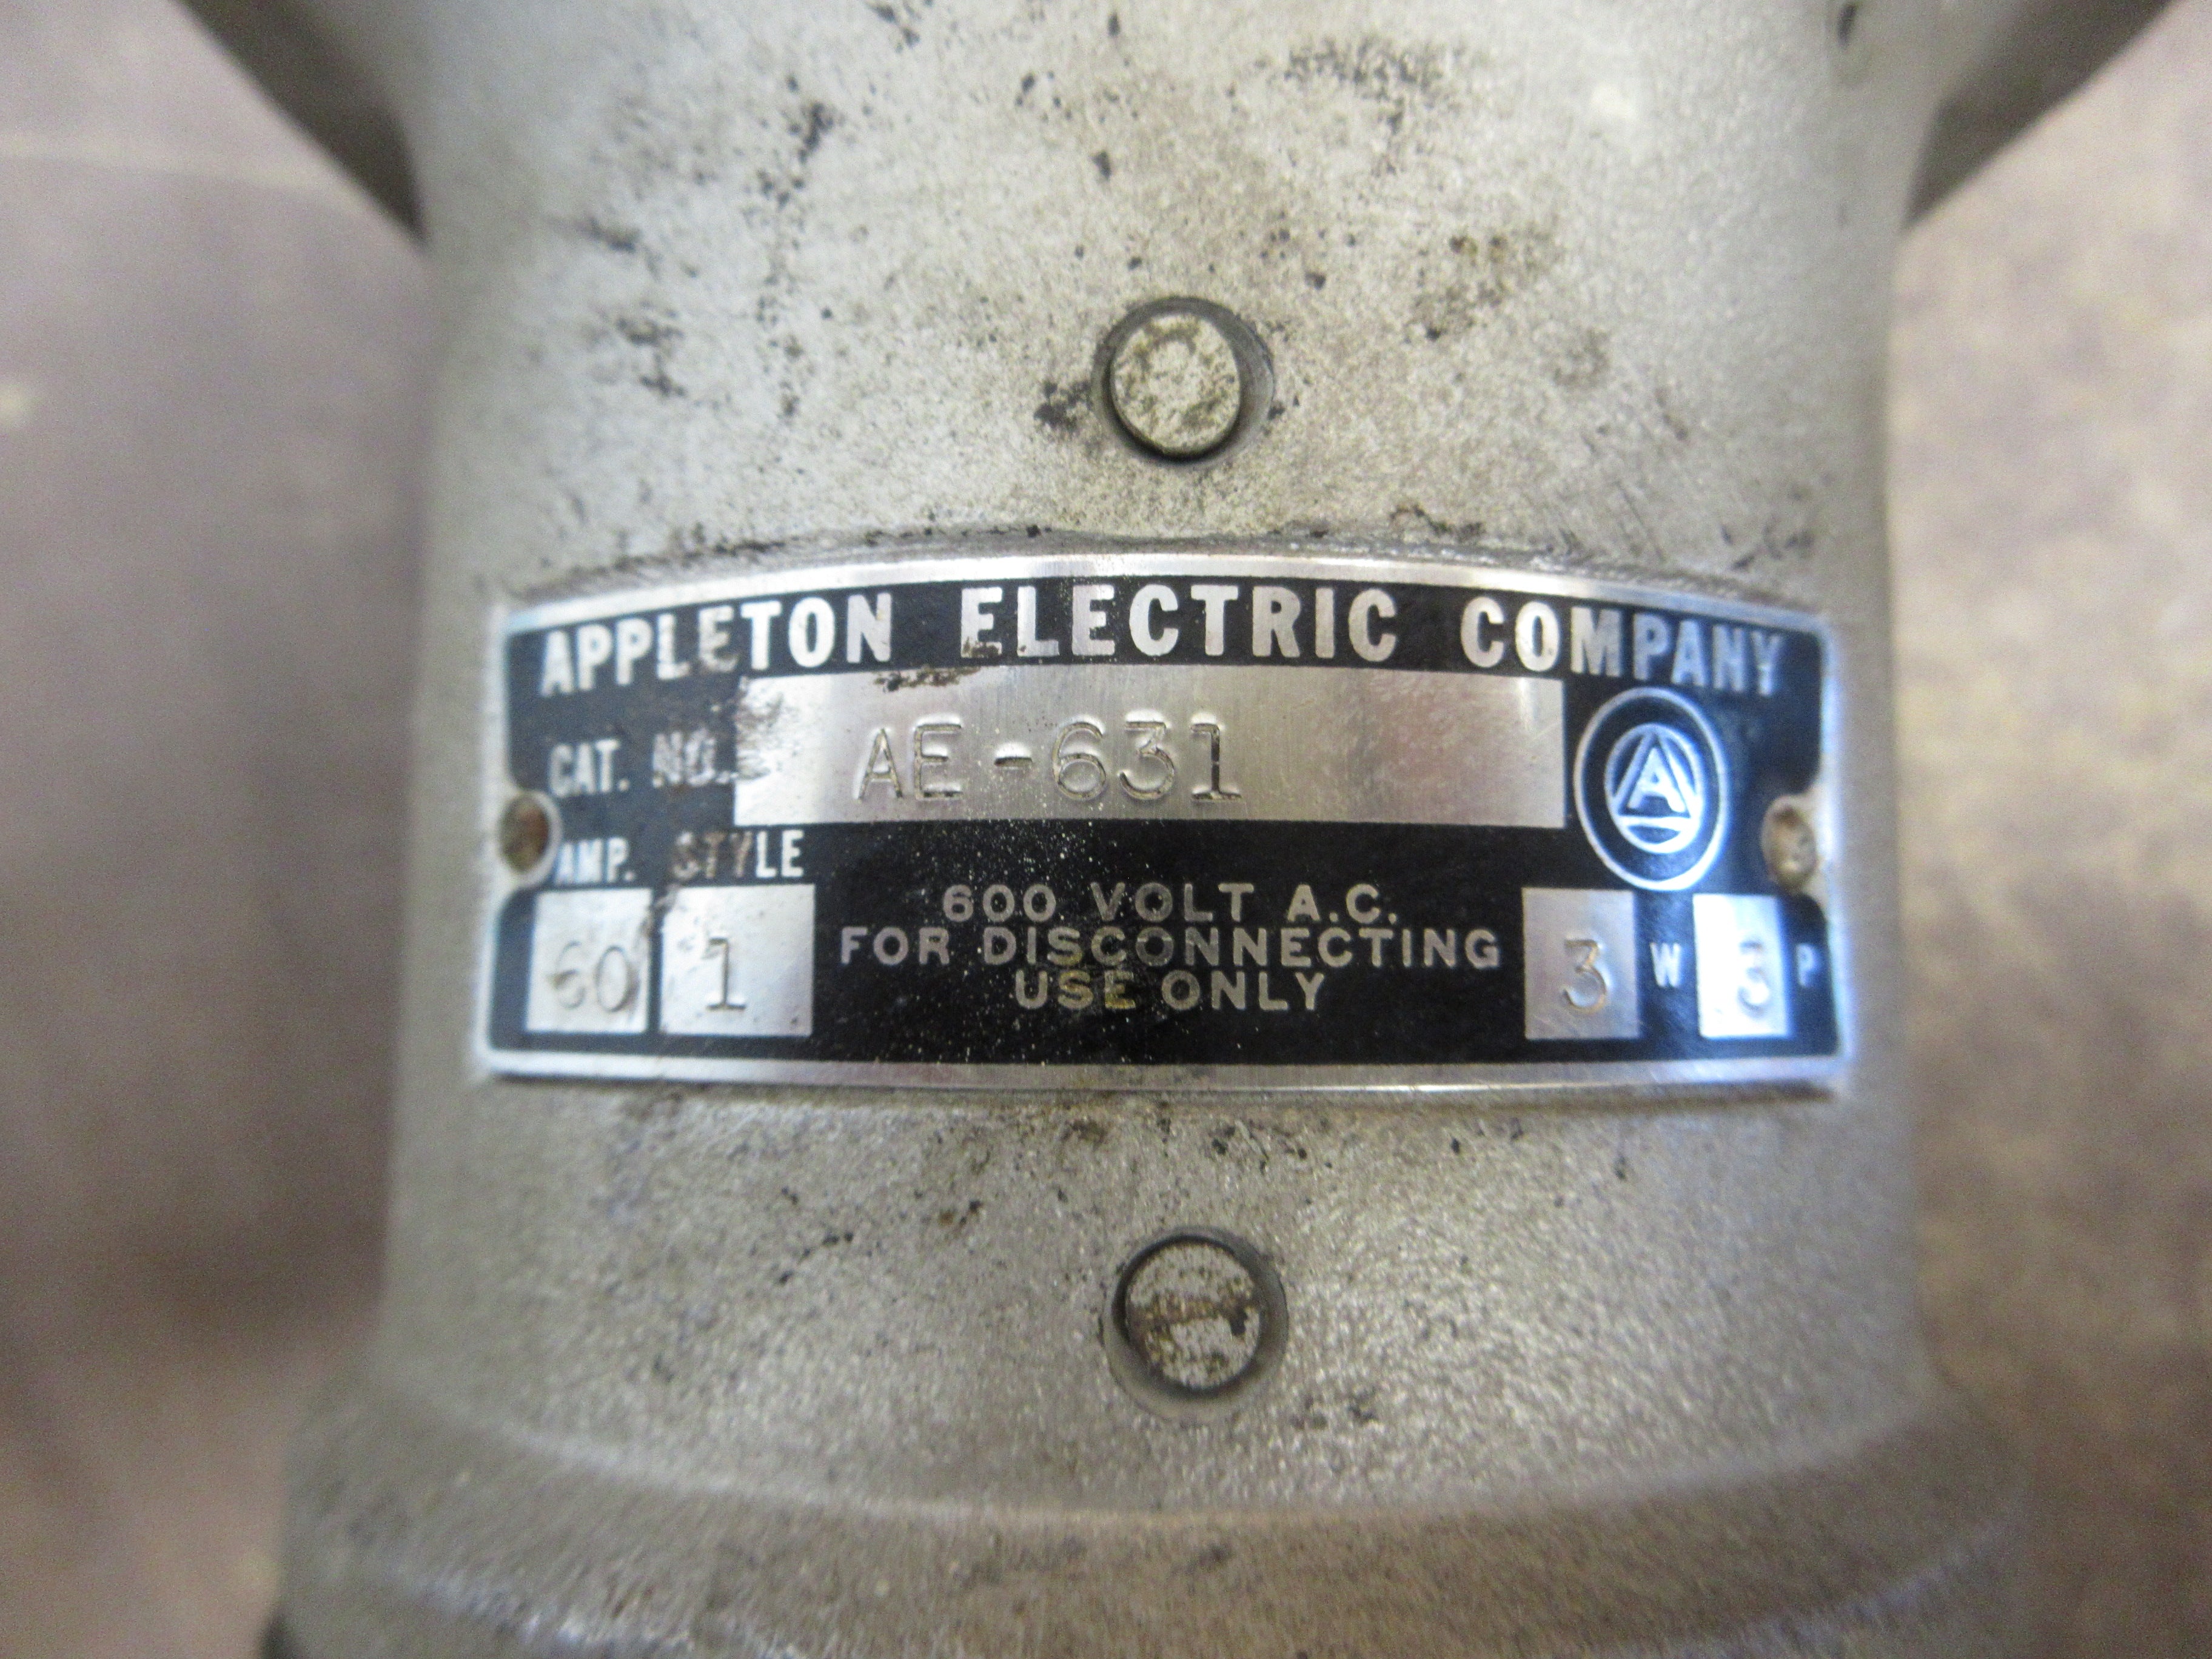 APPLETON ELECTRIC COMPANY
CAT. NO. AE-631
A
AMP. STYLE
60 1
600 VOLT A.C.
FOR DISCONNECTING
USE ONLY
3 W 3 P